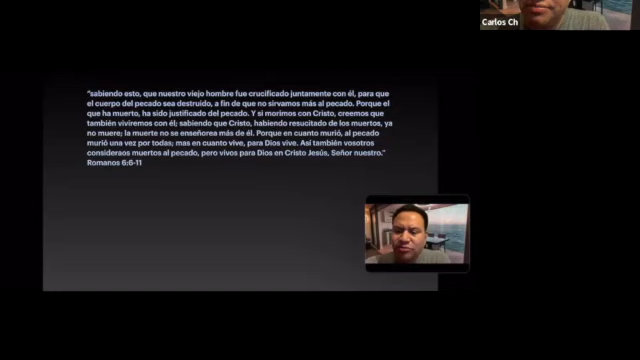 Carlos Ch
"sabiendo esto, que nuestro viejo hombre fue crucificado juntamente con él, para que
el cuerpo del pecado sea destruido, a fin de que no sirvamos más al pecado. Porque el
que ha muerto, ha sido justificado del pecado. Y si morimos con Cristo, creemos que
también viviremos con él; sabiendo que Cristo, habiendo resucitado de los muertos, ya
no muere; la muerte no se enseñorea más de él. Porque en cuanto murió, al pecado
murió una vez por todas; mas en cuanto vive, para Dios vive. Así también vosotros
consideraos muertos al pecado, pero vivos para Dios en Cristo Jesús, Señor nuestro."
Romanos 6:6-11